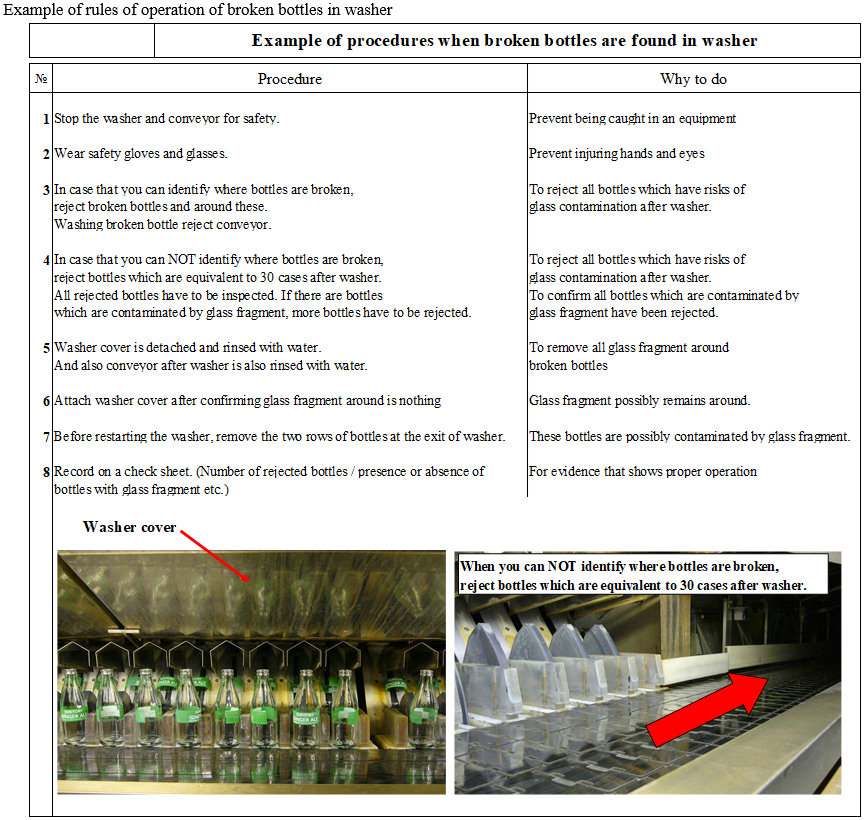 Example of rules of operation of broken bottles in washer
Example of procedures when broken bottles are found in washer
№ Procedure Why to do
1 Stop the washer and conveyor for safety. Prevent being caught in an equipment
2 Wear safety gloves and glasses. Prevent injuring hands and eyes
3 In case that you can identify where bottles are broken, To reject all bottles which have risks of
reject broken bottles and around these. glass contamination after washer.
Washing broken bottle reject conveyor.
4 In case that you can NOT identify where bottles are broken, To reject all bottles which have risks of
reject bottles which are equivalent to 30 cases after washer. glass contamination after washer.
All rejected bottles have to be inspected. If there are bottles To confirm all bottles which are contaminated by
which are contaminated by glass fragment, more bottles have to be rejected. glass fragment have been rejected.
5 Washer cover is detached and rinsed with water. To remove all glass fragment around
And also conveyor after washer is also rinsed with water. broken bottles
6 Attach washer cover after confirming glass fragment around is nothing Glass fragment possibly remains around.
7 Before restarting the washer, remove the two rows of bottles at the exit of washer. These bottles are possibly contaminated by glass fragment.
8 Record on a check sheet. (Number of rejected bottles / presence or absence of For evidence that shows proper operation
bottles with glass fragment etc.)
Washer cover
When you can NOT identify where bottles are broken,
reject bottles which are equivalent to 30 cases after washer.
GINGER ALE
GINGER ALE